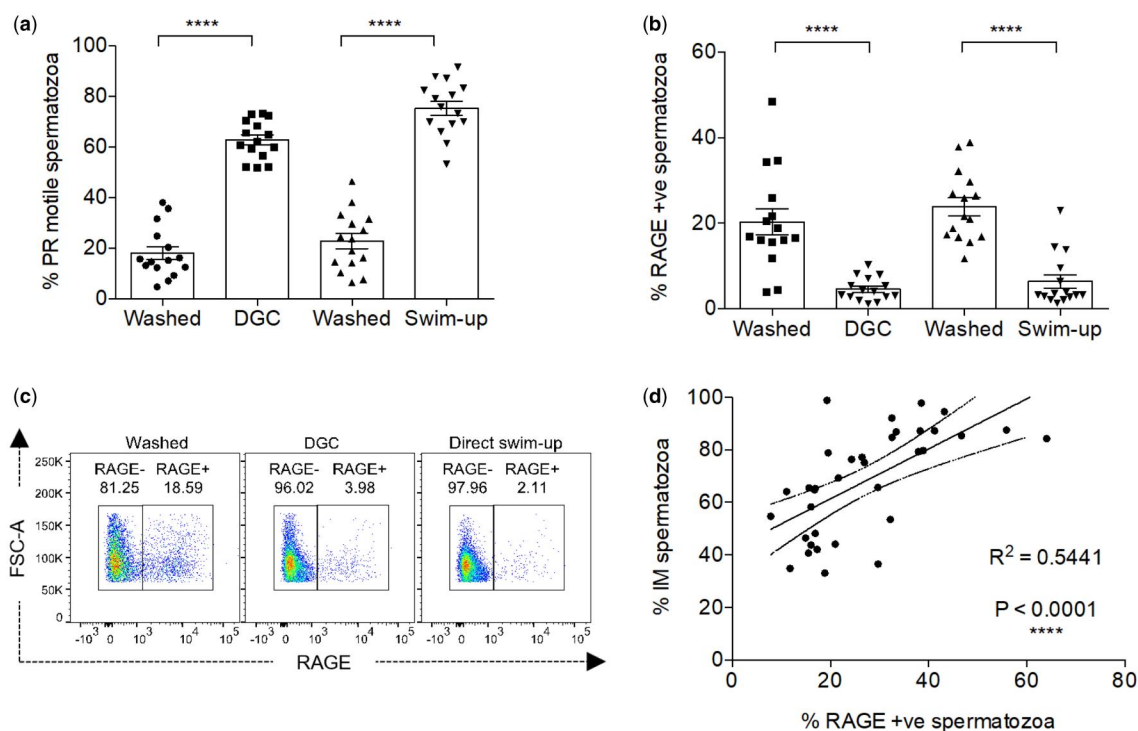 (a)
**** ****
% PR motile spermatozoa
100
80
60
40
20
0
Washed DGC Washed Swim-up
(b)
**** ****
% RAGE +ve spermatozoa
60
40
20
0
Washed DGC Washed Swim-up
(c)
Washed DGC Direct swim-up
RAGE- RAGE+ RAGE- RAGE+ RAGE- RAGE+
81.25 18.59 96.02 3.98 97.96 2.11
FSC-A
250K
200K
150K
100K
50K
0
-10³ 0 10³ 10⁴ 10⁵ -10³ 0 10³ 10⁴ 10⁵ -10³ 0 10³ 10⁴ 10⁵
RAGE
(d)
% IM spermatozoa
100
80
60
40
80
100
R² = 0.5441
P < 0.0001
****
0 20 40 60 80
% RAGE +ve spermatozoa